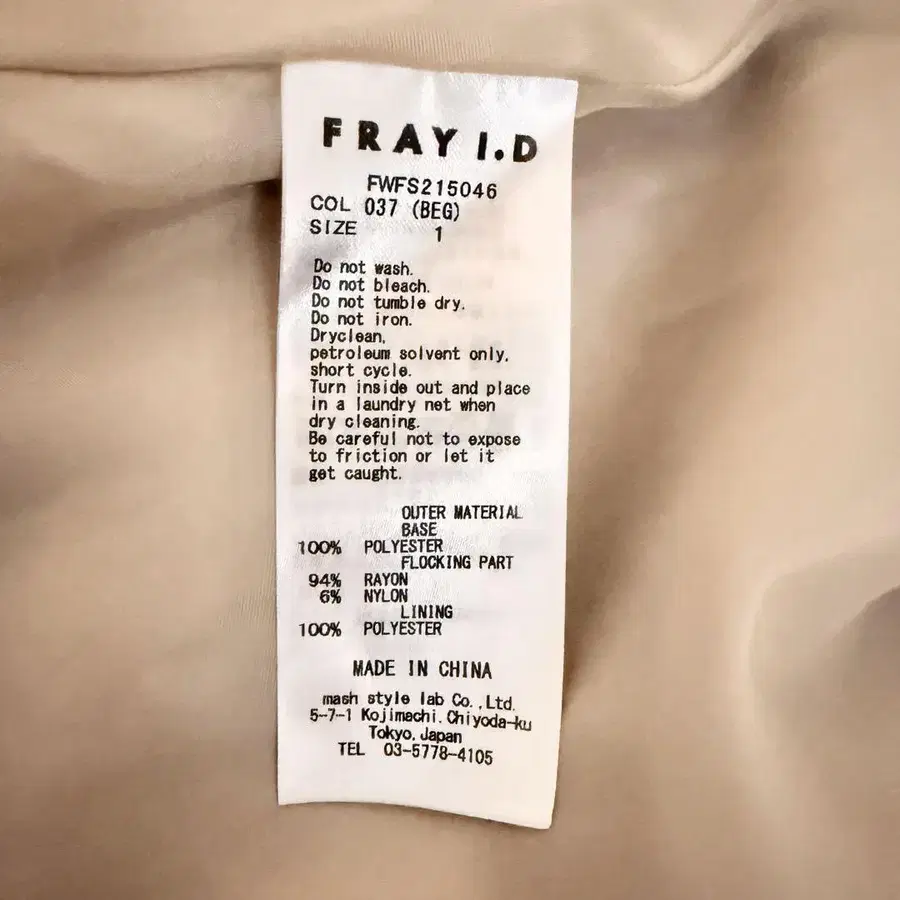 FRAY I.D
FWFS215046
COL 037 (BEG)
SIZE 1
Do not wash.
Do not bleach.
Do not tumble dry.
Do not iron.
Dryclean,
petroleum solvent only,
short cycle.
Turn inside out and place
in a laundry net when
dry cleaning.
Be careful not to expose
to friction or let it
get caught.
OUTER MATERIAL
BASE
100% POLYESTER
FLOCKING PART
94% RAYON
6% NYLON
LINING
100% POLYESTER
MADE IN CHINA
mash style lab Co.,Ltd.
5-7-1 Kojimachi.Chiyoda-ku
Tokyo,Japan
TEL 03-5778-4105